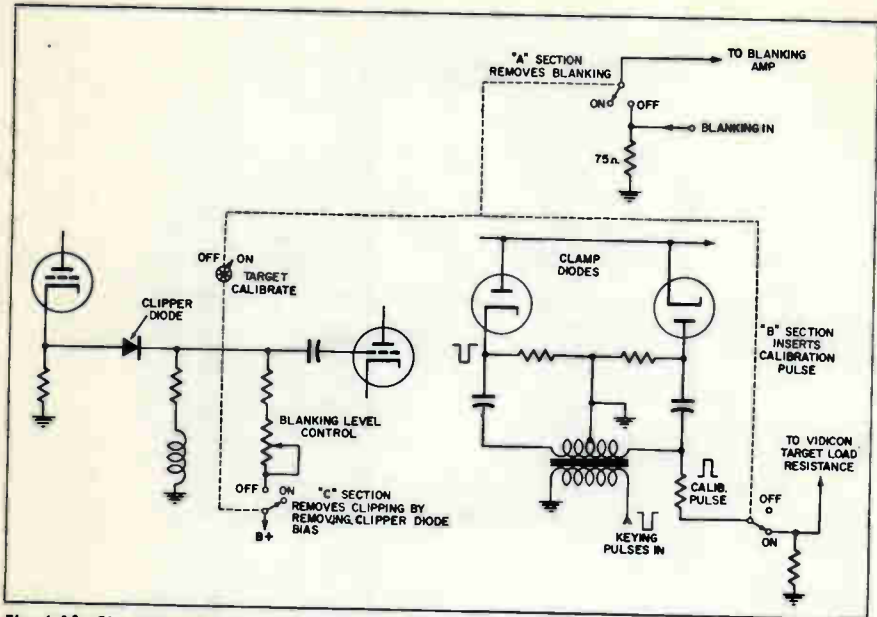 "A" SECTION
REMOVES BLANKING
TO BLANKING
AMP
ON
OFF
BLANKING IN
75Ω
OFF ON
TARGET
CALIBRATE
CLAMP
DIODES
CLIPPER
DIODE
"B" SECTION
INSERTS
CALIBRATION
PULSE
BLANKING LEVEL
CONTROL
TO VIDICON
TARGET LOAD
RESISTANCE
OFF
ON
"C" SECTION
REMOVES CLIPPING BY
REMOVING CLIPPER DIODE
BIAS
B+
CALIB.
PULSE
OFF
ON
KEYING
PULSES IN